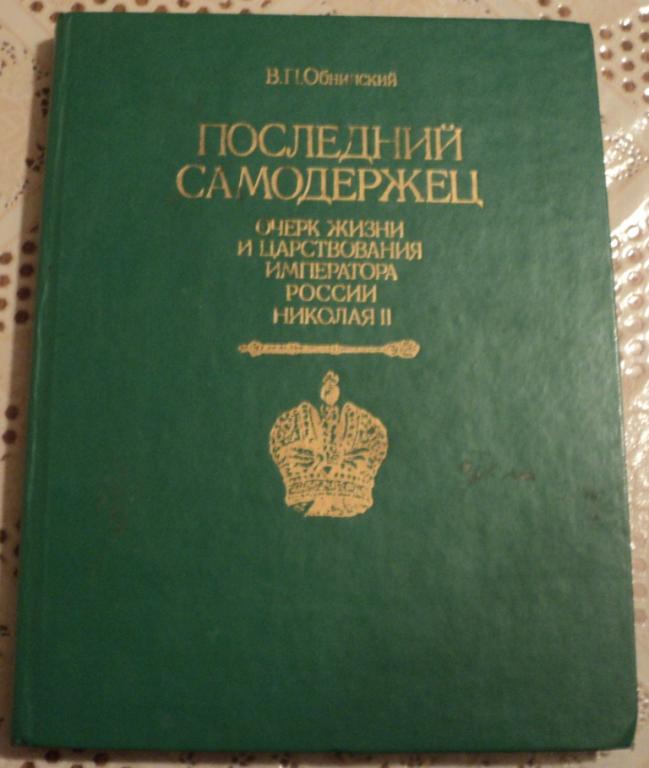 В.П.Обнинский
ПОСЛЕДНИЙ
САМОДЕРЖЕЦ
ОЧЕРК ЖИЗНИ
И ЦАРСТВОВАНИЯ
ИМПЕРАТОРА
РОССИИ
НИКОЛАЯ II